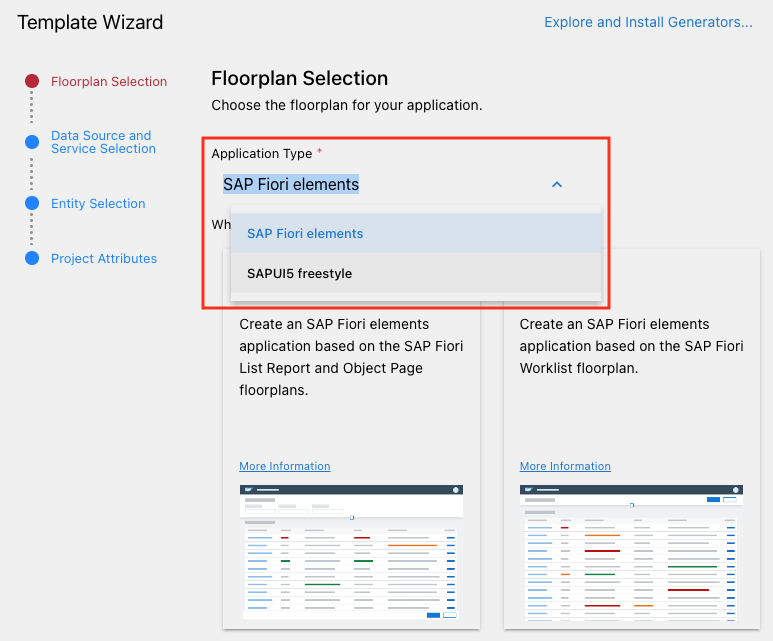 Template Wizard
Explore and Install Generators...
Floorplan Selection
Data Source and
Service Selection
Entity Selection
Project Attributes
Floorplan Selection
Choose the floorplan for your application.
Application Type *
SAP Fiori elements
Wh
SAP Fiori elements
SAPUI5 freestyle
Create an SAP Fiori elements
application based on the SAP Fiori
List Report and Object Page
floorplans.
More Information
Create an SAP Fiori elements
application based on the SAP Fiori
Worklist floorplan.
More Information